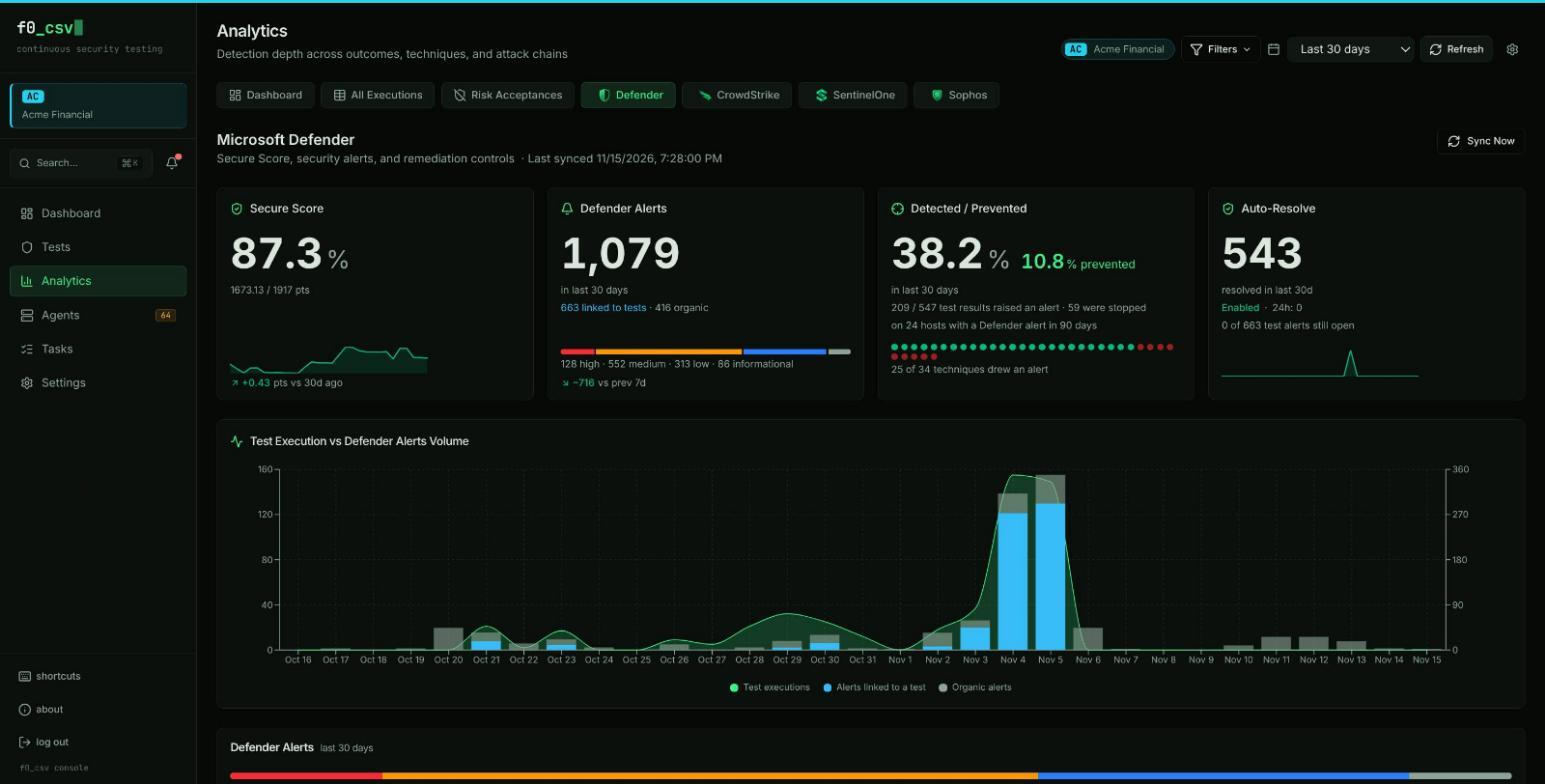 f0_csv
continuous security testing
AC
Acme Financial
Search...
⌘K
Dashboard
Tests
Analytics
Agents
64
Tasks
Settings
shortcuts
about
log out
f0_csv console
Analytics
Detection depth across outcomes, techniques, and attack chains
AC Acme Financial
Filters
Last 30 days
Refresh
Dashboard
All Executions
Risk Acceptances
Defender
CrowdStrike
SentinelOne
Sophos
Microsoft Defender
Secure Score, security alerts, and remediation controls · Last synced 11/15/2026, 7:28:00 PM
Sync Now
Secure Score
87.3 %
1673.13 / 1917 pts
↗ +0.43 pts vs 30d ago
Defender Alerts
1,079
in last 30 days
663 linked to tests · 416 organic
128 high · 552 medium · 313 low · 86 informational
↘ −716 vs prev 7d
Detected / Prevented
38.2 % 10.8 % prevented
in last 30 days
209 / 547 test results raised an alert · 59 were stopped
on 24 hosts with a Defender alert in 90 days
25 of 34 techniques drew an alert
Auto-Resolve
543
resolved in last 30d
Enabled · 24h: 0
0 of 663 test alerts still open
Test Execution vs Defender Alerts Volume
160
120
80
40
0
360
270
180
90
0
Oct 16 Oct 17 Oct 18 Oct 19 Oct 20 Oct 21 Oct 22 Oct 23 Oct 24 Oct 25 Oct 26 Oct 27 Oct 28 Oct 29 Oct 30 Oct 31 Nov 1 Nov 2 Nov 3 Nov 4 Nov 5 Nov 6 Nov 7 Nov 8 Nov 9 Nov 10 Nov 11 Nov 12 Nov 13 Nov 14 Nov 15
Test executions Alerts linked to a test Organic alerts
Defender Alerts last 30 days